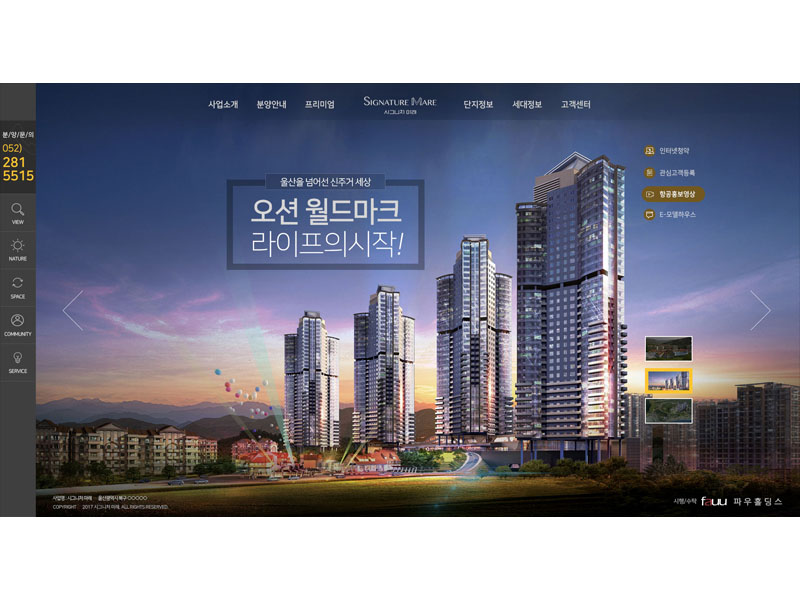 사업소개 분양안내 프리미엄 SIGNATURE MARE 단지정보 세대정보 고객센터
시그니처 마레
분/양/문/의
052)
281
5515
VIEW
NATURE
SPACE
COMMUNITY
SERVICE
울산을 넘어선 신주거 세상
오션 월드마크
라이프의시작!
인터넷청약
관심고객등록
항공홍보영상
E-모델하우스
사업명 : 시그니처 마레 울산광역시 북구 ○○○○○
COPYRIGHT 2017 시그니처 마레. ALL RIGHTS RESERVED.
시행/수탁 fauu 파우홀딩스